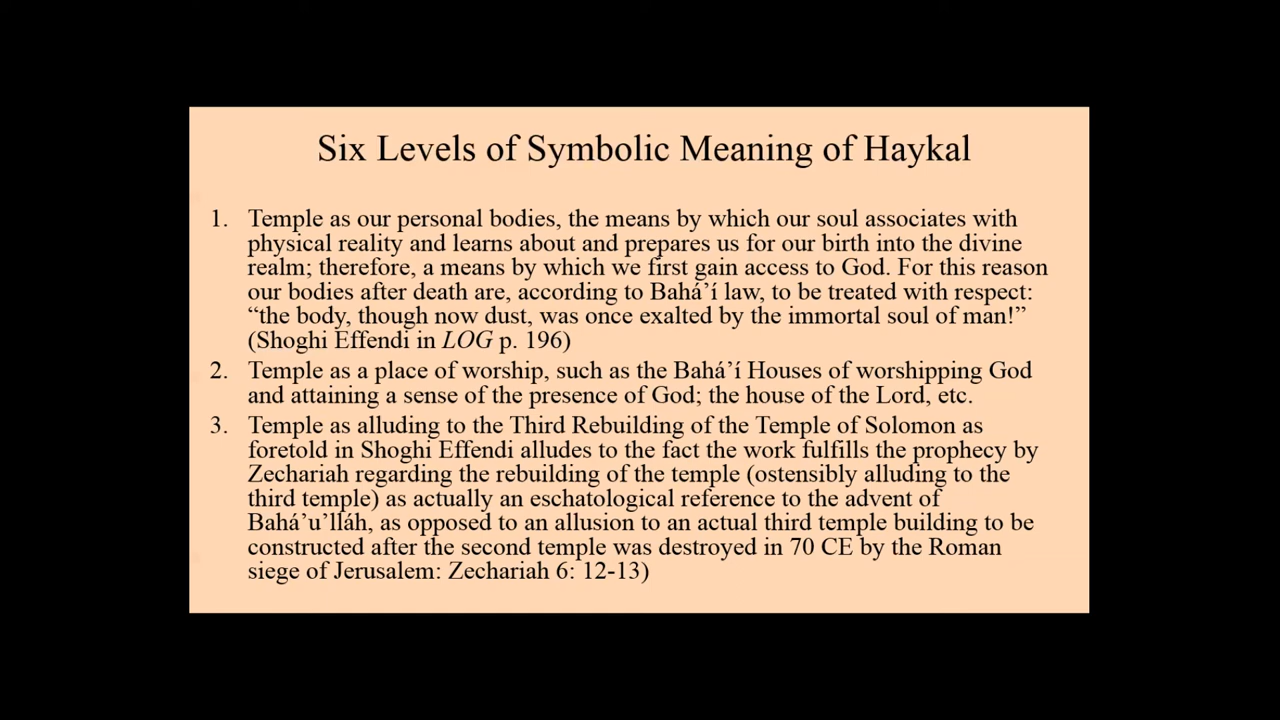 Six Levels of Symbolic Meaning of Haykal
1. Temple as our personal bodies, the means by which our soul associates with
physical reality and learns about and prepares us for our birth into the divine
realm; therefore, a means by which we first gain access to God. For this reason
our bodies after death are, according to Bahá’í law, to be treated with respect:
“the body, though now dust, was once exalted by the immortal soul of man!”
(Shoghi Effendi in LOG p. 196)
2. Temple as a place of worship, such as the Bahá’í Houses of worshipping God
and attaining a sense of the presence of God; the house of the Lord, etc.
3. Temple as alluding to the Third Rebuilding of the Temple of Solomon as
foretold in Shoghi Effendi alludes to the fact the work fulfills the prophecy by
Zechariah regarding the rebuilding of the temple (ostensibly alluding to the
third temple) as actually an eschatological reference to the advent of
Bahá’u’lláh, as opposed to an allusion to an actual third temple building to be
constructed after the second temple was destroyed in 70 CE by the Roman
siege of Jerusalem: Zechariah 6: 12-13)